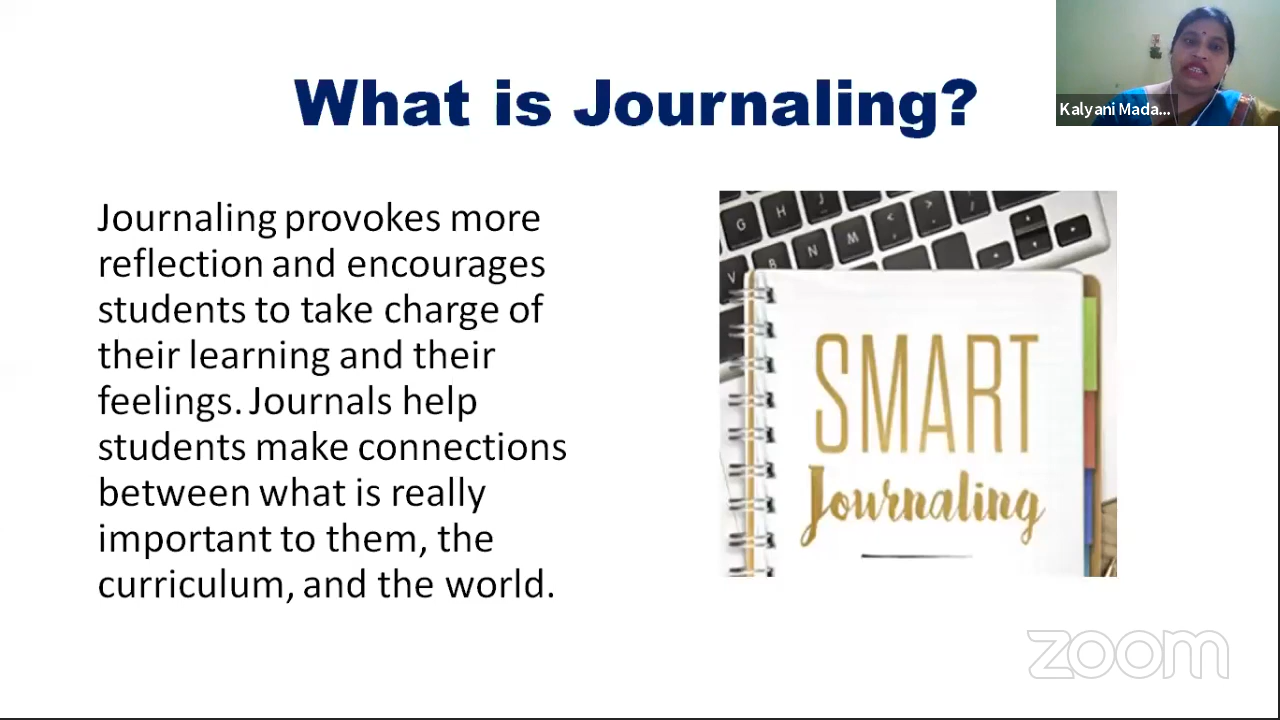 What is Journaling?
Kalyani Mada...
Journaling provokes more
reflection and encourages
students to take charge of
their learning and their
feelings. Journals help
students make connections
between what is really
important to them, the
curriculum, and the world.
G H J < >
V B N M
SMART
Journaling
zoom